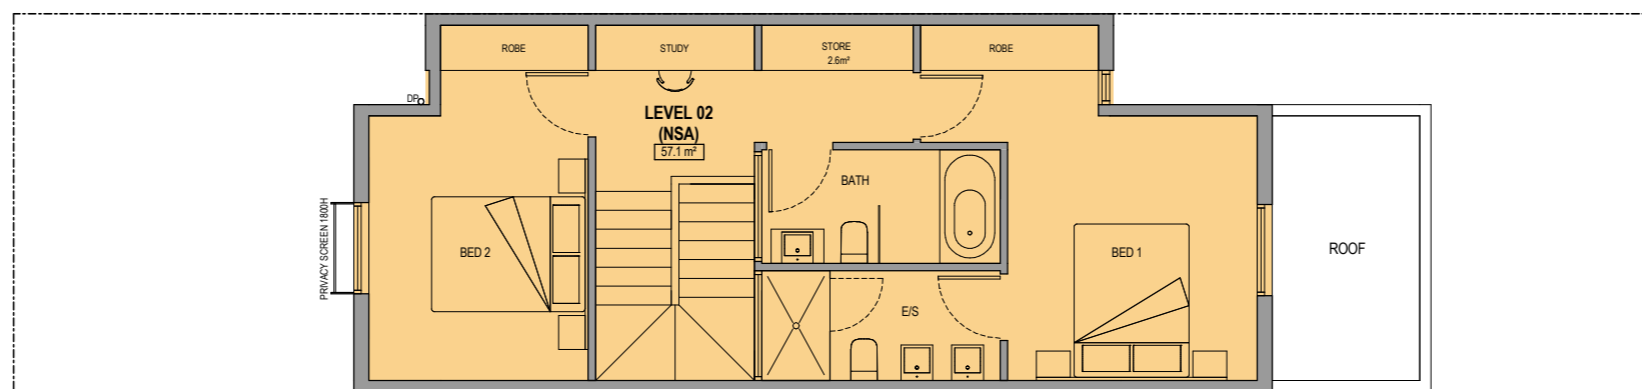 ROBE
STUDY
STORE
2.6m²
ROBE
DP
LEVEL 02
(NSA)
57.1 m²
BATH
PRIVACY SCREEN 1800H
BED 2
BED 1
ROOF
E/S